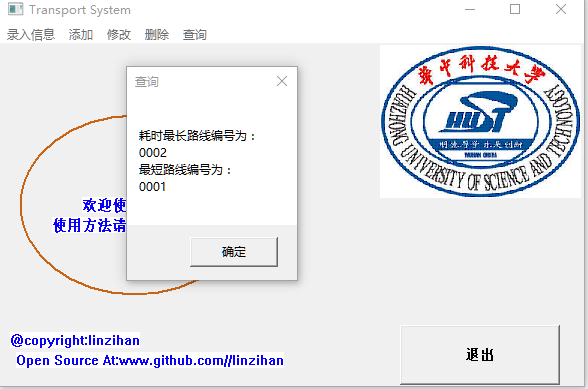 Transport System
录入信息 添加 修改 删除 查询
查询
耗时最长路线编号为：
0002
最短路线编号为：
0001
确定
欢迎使
使用方法请
華中科技大学
HUAZHONG UNIVERSITY OF SCIENCE AND TECHNOLOGY
HUST
明德厚学 求是创新
WUHAN CHINA
@copyright:linzihan
Open Source At:www.github.com//linzihan
退出